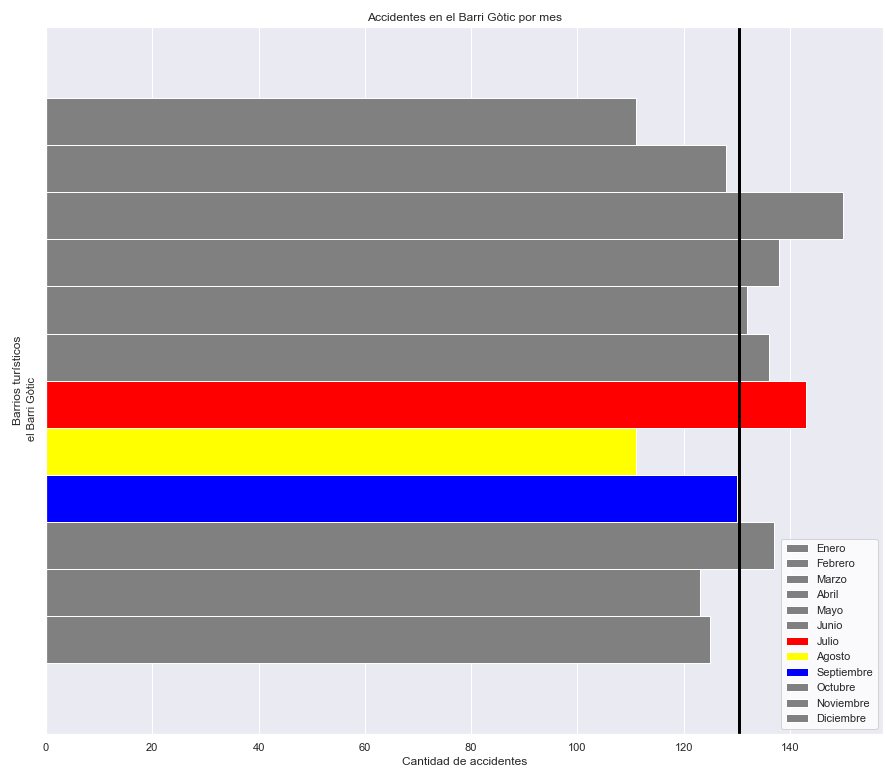 Accidentes en el Barri Gòtic por mes
Barrios turísticos
el Barri Gòtic
Enero
Febrero
Marzo
Abril
Mayo
Junio
Julio
Agosto
Septiembre
Octubre
Noviembre
Diciembre
0 20 40 60 80 100 120 140
Cantidad de accidentes